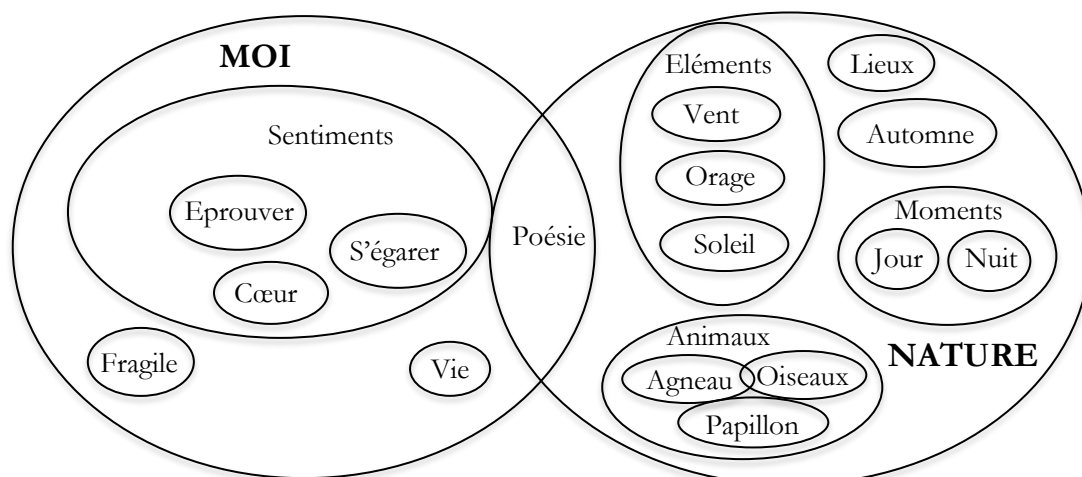 MOI
Sentiments
Eprouver
S'égarer
Cœur
Fragile
Vie
Poésie
Eléments
Vent
Orage
Soleil
Lieux
Automne
Moments
Jour
Nuit
Animaux
Agneau
Oiseaux
Papillon
NATURE